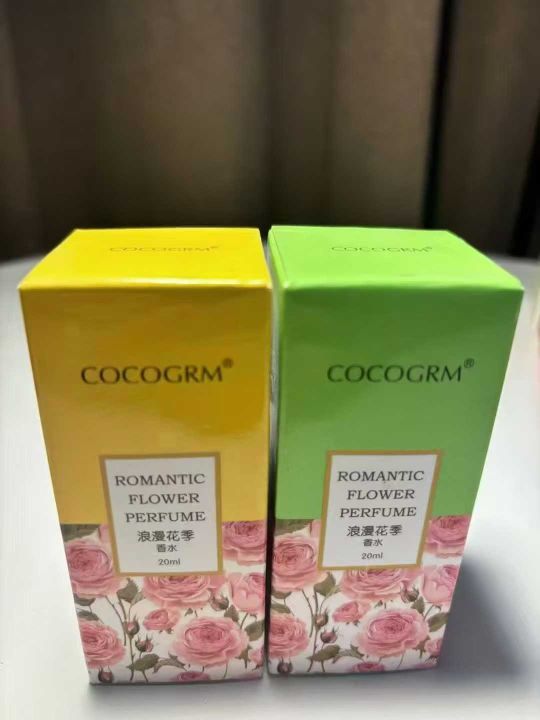 COCOGRM
COCOGRM®
ROMANTIC
FLOWER
PERFUME
浪漫花季
香水
20ml
COCOGRM
COCOGRM®
ROMANTIC
FLOWER
PERFUME
浪漫花季
香水
20ml